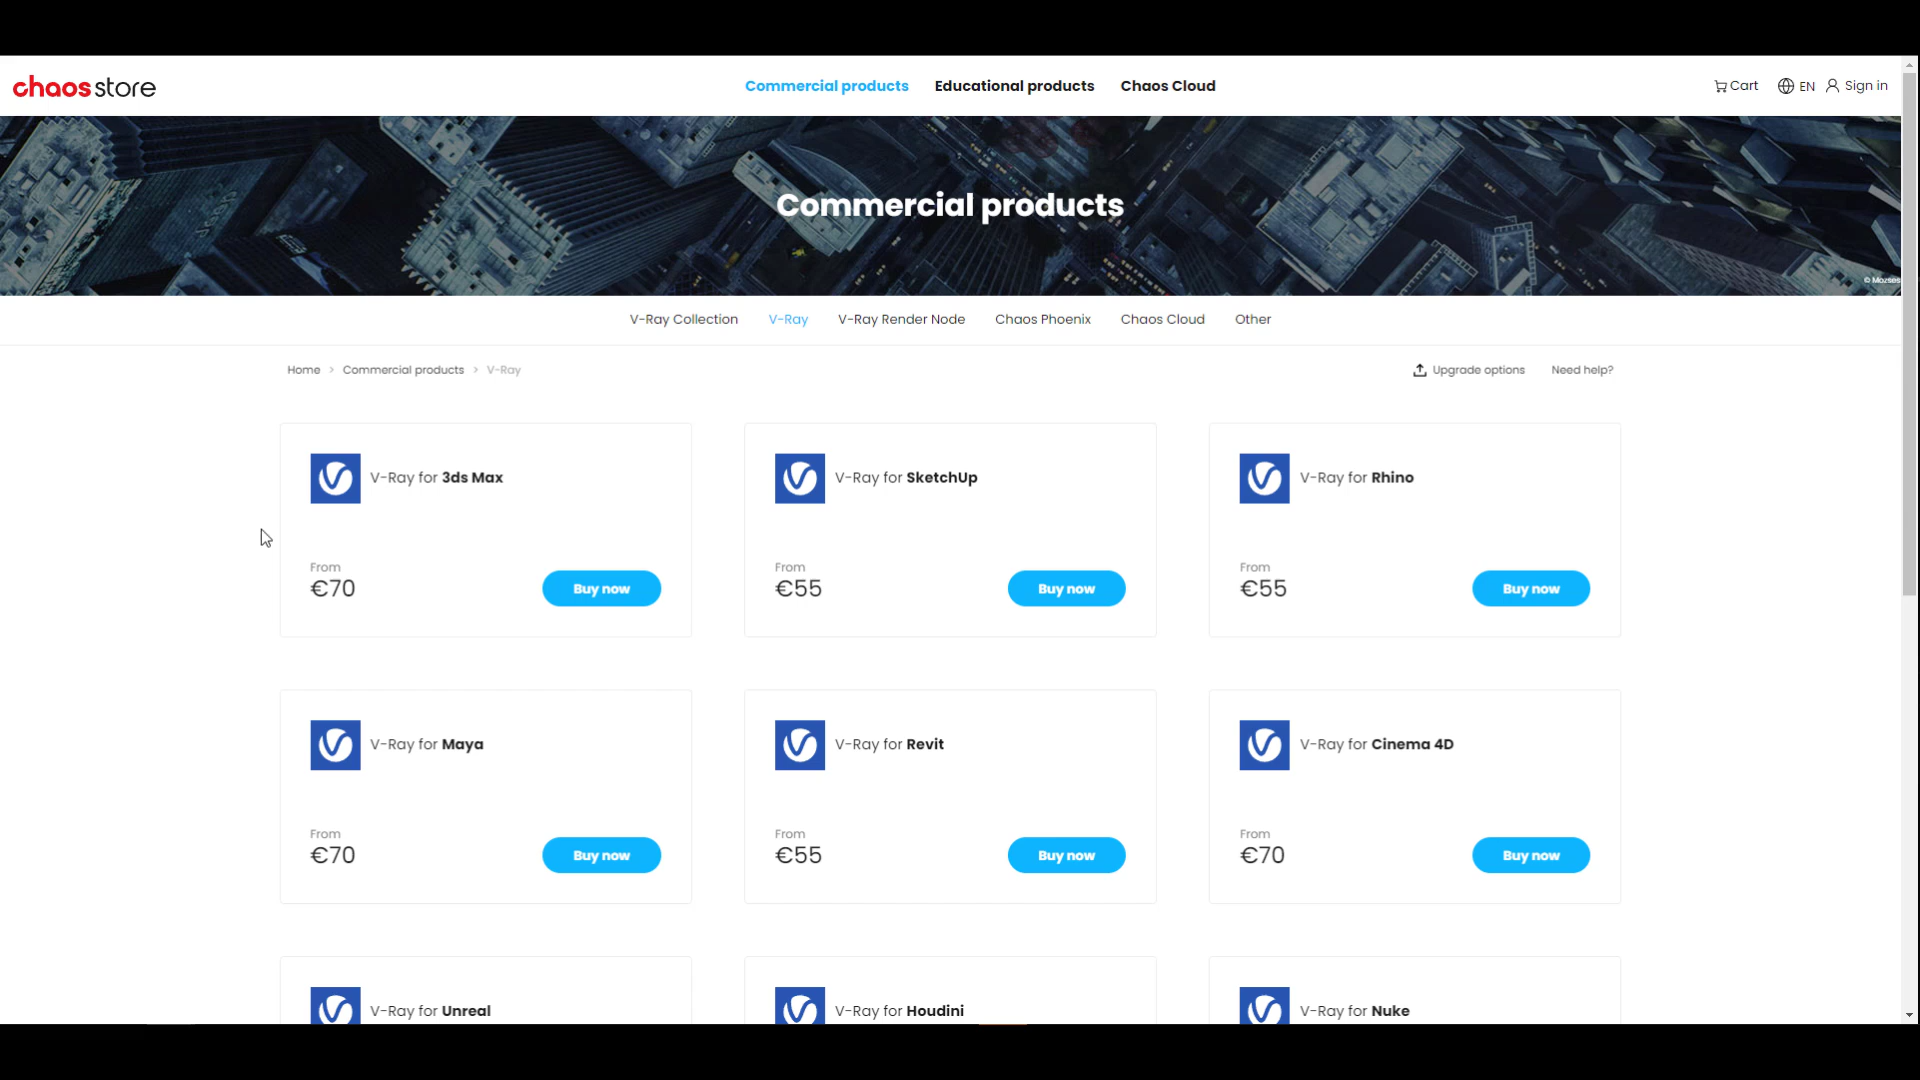 chaos store
Commercial products
Educational products
Chaos Cloud
Cart
EN
Sign in
Commercial products
© Mozses
V-Ray Collection
V-Ray
V-Ray Render Node
Chaos Phoenix
Chaos Cloud
Other
Home > Commercial products > V-Ray
Upgrade options
Need help?
V-Ray for 3ds Max
From
€70
Buy now
V-Ray for SketchUp
From
€55
Buy now
V-Ray for Rhino
From
€55
Buy now
V-Ray for Maya
From
€70
Buy now
V-Ray for Revit
From
€55
Buy now
V-Ray for Cinema 4D
From
€70
Buy now
V-Ray for Unreal
V-Ray for Houdini
V-Ray for Nuke